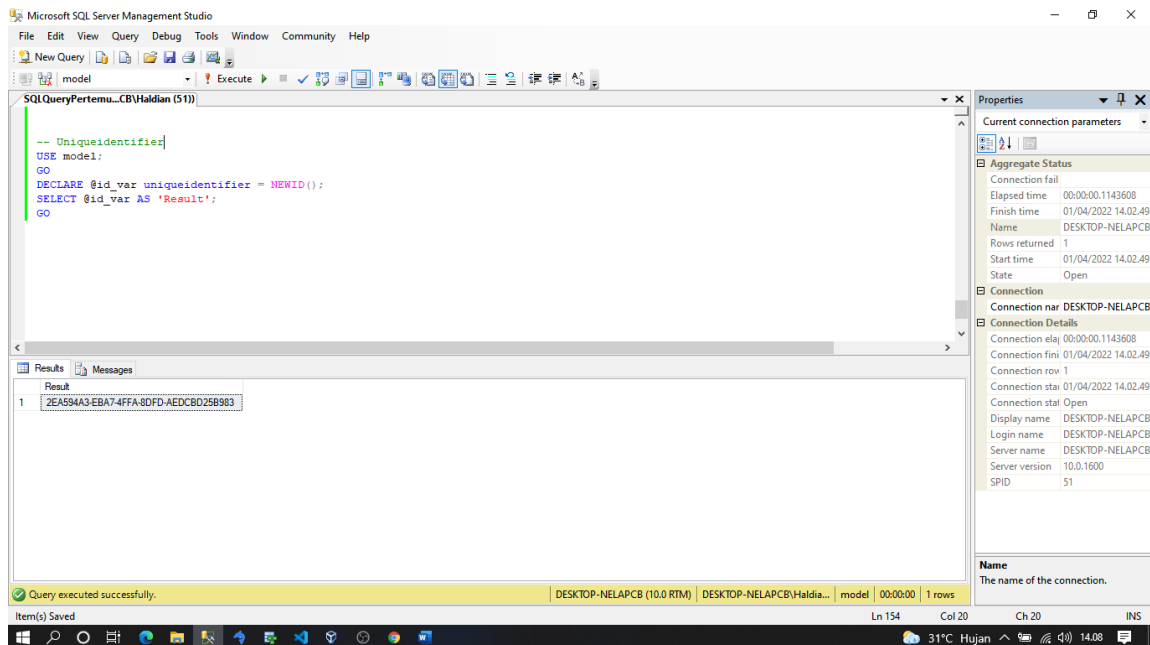 Microsoft SQL Server Management Studio
File Edit View Query Debug Tools Window Community Help
New Query
model Execute
SQLQueryPertemu...CB\Haldian (51))
-- Uniqueidentifier
USE model;
GO
DECLARE @id_var uniqueidentifier = NEWID();
SELECT @id_var AS 'Result';
GO
Results Messages
Result
1 2EA594A3-EBA7-4FFA-8DFD-AEDCBD25B983
Properties
Current connection parameters
Aggregate Status
Connection fail
Elapsed time 00:00:00.1143608
Finish time 01/04/2022 14.02.49
Name DESKTOP-NELAPCB
Rows returned 1
Start time 01/04/2022 14.02.49
State Open
Connection
Connection nar DESKTOP-NELAPCB
Connection Details
Connection elaj 00:00:00.1143608
Connection fini 01/04/2022 14.02.49
Connection row 1
Connection star 01/04/2022 14.02.49
Connection stat Open
Display name DESKTOP-NELAPCB
Login name DESKTOP-NELAPCB
Server name DESKTOP-NELAPCB
Server version 10.0.1600
SPID 51
Name
The name of the connection.
Query executed successfully. DESKTOP-NELAPCB (10.0 RTM) DESKTOP-NELAPCB\Haldia... model 00:00:00 1 rows
Item(s) Saved Ln 154 Col 20 Ch 20 INS
31°C Hujan 14.08